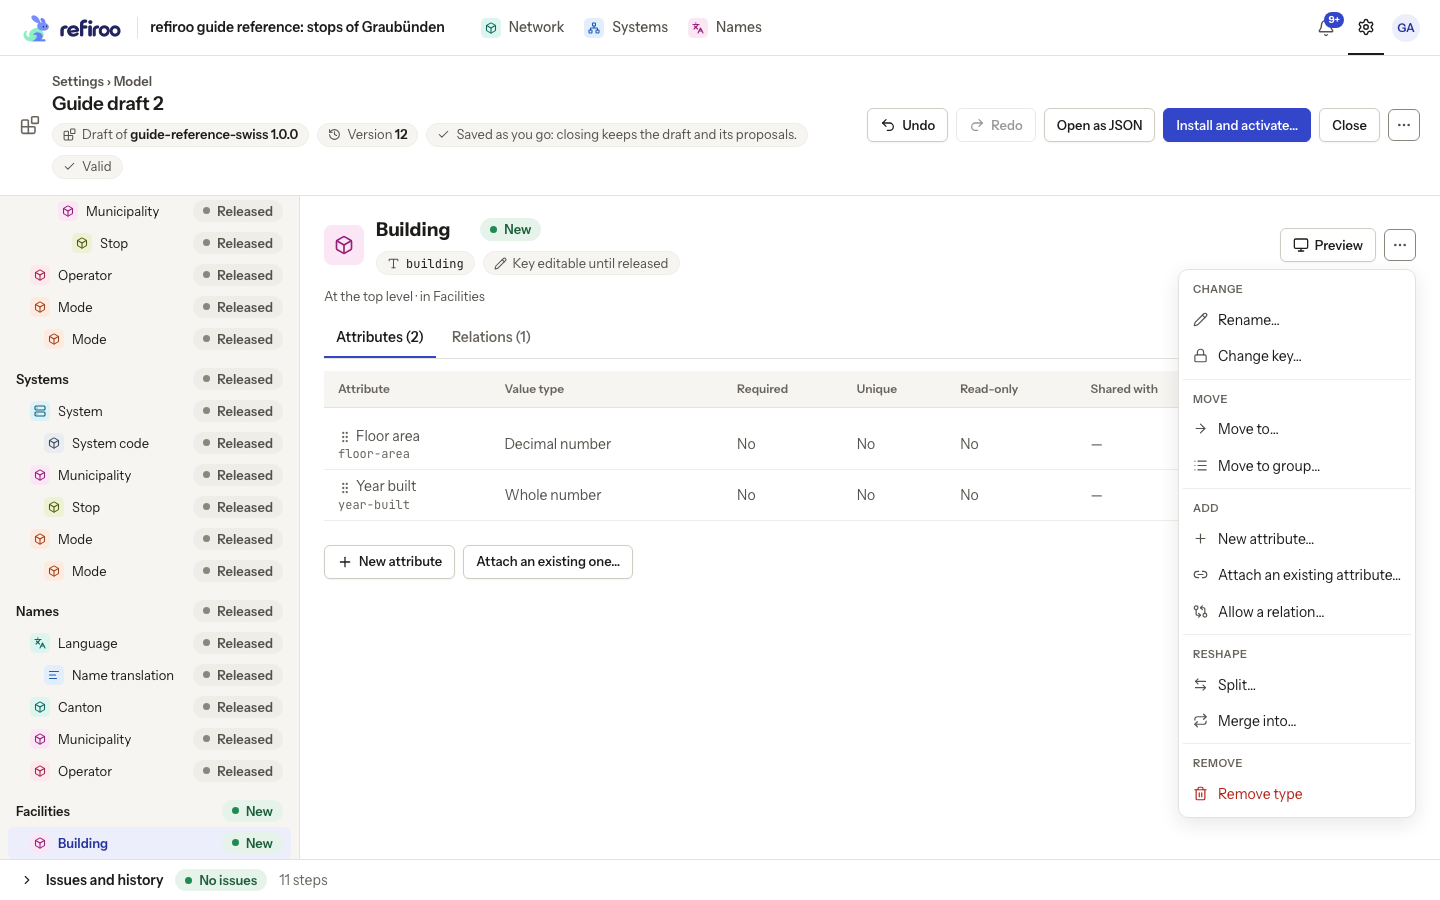 refiroo
refiroo guide reference: stops of Graubünden
Network
Systems
Names
9+
GA
Settings › Model
Guide draft 2
Draft of guide-reference-swiss 1.0.0
Version 12
Saved as you go: closing keeps the draft and its proposals.
Valid
Undo
Redo
Open as JSON
Install and activate...
Close
Municipality Released
Stop Released
Operator Released
Mode Released
Mode Released
Systems Released
System Released
System code Released
Municipality Released
Stop Released
Mode Released
Mode Released
Names Released
Language Released
Name translation Released
Canton Released
Municipality Released
Operator Released
Facilities New
Building New
Building New
building
Key editable until released
At the top level · in Facilities
Preview
Attributes (2)
Relations (1)
Attribute Value type Required Unique Read-only Shared with
Floor area
floor-area
Decimal number No No No —
Year built
year-built
Whole number No No No —
New attribute
Attach an existing one...
CHANGE
Rename...
Change key...
MOVE
Move to...
Move to group...
ADD
New attribute...
Attach an existing attribute...
Allow a relation...
RESHAPE
Split...
Merge into...
REMOVE
Remove type
Issues and history
No issues
11 steps